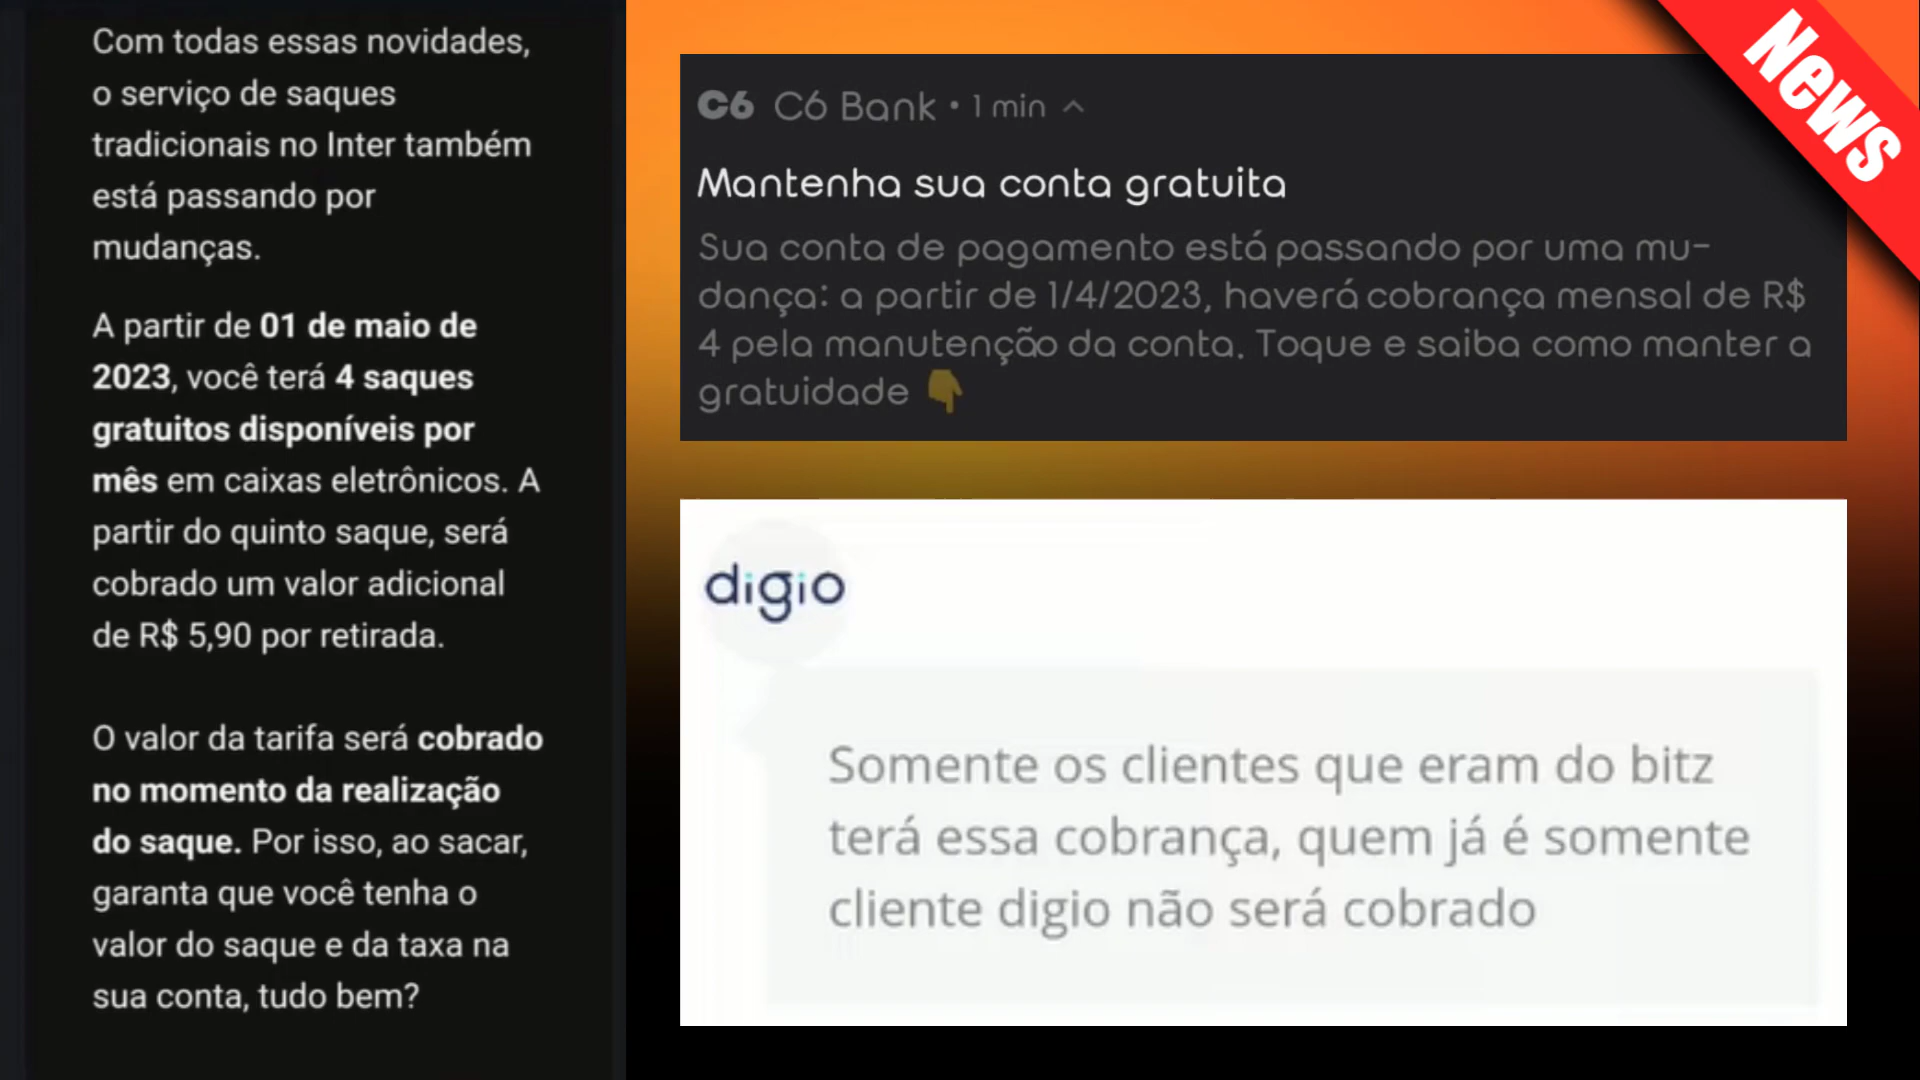 Com todas essas novidades,
o serviço de saques
tradicionais no Inter também
está passando por
mudanças.
A partir de 01 de maio de
2023, você terá 4 saques
gratuitos disponíveis por
mês em caixas eletrônicos. A
partir do quinto saque, será
cobrado um valor adicional
de R$ 5,90 por retirada.
O valor da tarifa será cobrado
no momento da realização
do saque. Por isso, ao sacar,
garanta que você tenha o
valor do saque e da taxa na
sua conta, tudo bem?
C6 C6 Bank • 1 min
Mantenha sua conta gratuita
Sua conta de pagamento está passando por uma mu-
dança: a partir de 1/4/2023, haverá cobrança mensal de R$
4 pela manutenção da conta. Toque e saiba como manter a
gratuidade 👇
News
digio
Somente os clientes que eram do bitz
terá essa cobrança, quem já é somente
cliente digio não será cobrado